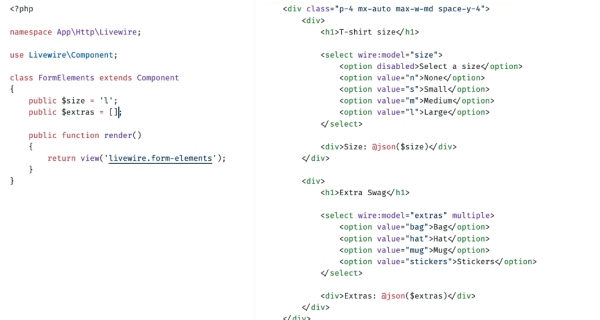 <?php
namespace App\Http\Livewire;
use Livewire\Component;
class FormElements extends Component
{
public $size = 'l';
public $extras = [];
public function render()
{
return view('livewire.form-elements');
}
}
<div class="p-4 mx-auto max-w-md space-y-4">
<div>
<h1>T-shirt size</h1>
<select wire:model="size">
<option disabled>Select a size</option>
<option value="n">None</option>
<option value="s">Small</option>
<option value="m">Medium</option>
<option value="l">Large</option>
</select>
<div>Size: @json($size)</div>
</div>
<div>
<h1>Extra Swag</h1>
<select wire:model="extras" multiple>
<option value="bag">Bag</option>
<option value="hat">Hat</option>
<option value="mug">Mug</option>
<option value="stickers">Stickers</option>
</select>
<div>Extras: @json($extras)</div>
</div>
</div>